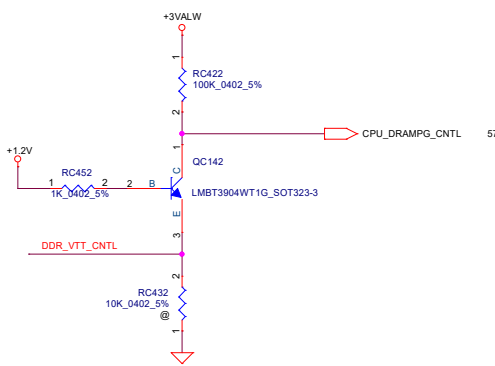 +3VALW
1
RC422
100K_0402_5%
2
CPU_DRAMPG_CNTL 57
1
+1.2V
QC142
C
RC452
1 2 2 B
1K_0402_5%
LMBT3904WT1G_SOT323-3
E
3
DDR_VTT_CNTL
2
RC432
10K_0402_5%
@
1